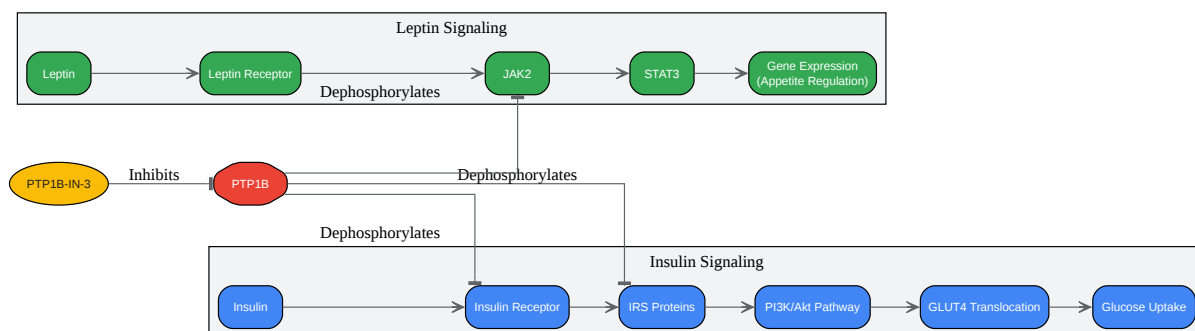 Leptin Signaling
Leptin
Leptin Receptor
JAK2
STAT3
Gene Expression
(Appetite Regulation)
Dephosphorylates
PTP1B-IN-3
Inhibits
PTP1B
Dephosphorylates
Dephosphorylates
Insulin Signaling
Insulin
Insulin Receptor
IRS Proteins
PI3K/Akt Pathway
GLUT4 Translocation
Glucose Uptake